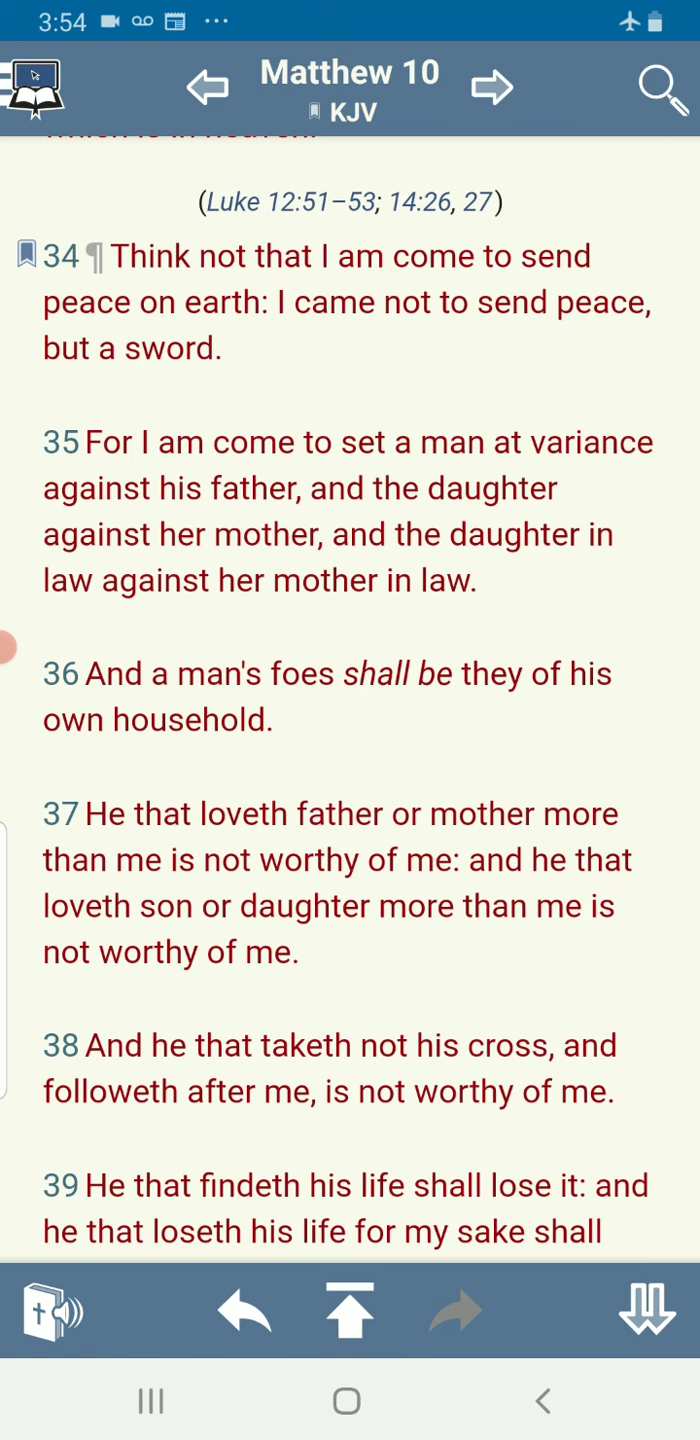 3:54
Matthew 10
KJV
(Luke 12:51–53; 14:26, 27)
34 ¶ Think not that I am come to send
peace on earth: I came not to send peace,
but a sword.
35 For I am come to set a man at variance
against his father, and the daughter
against her mother, and the daughter in
law against her mother in law.
36 And a man's foes shall be they of his
own household.
37 He that loveth father or mother more
than me is not worthy of me: and he that
loveth son or daughter more than me is
not worthy of me.
38 And he that taketh not his cross, and
followeth after me, is not worthy of me.
39 He that findeth his life shall lose it: and
he that loseth his life for my sake shall